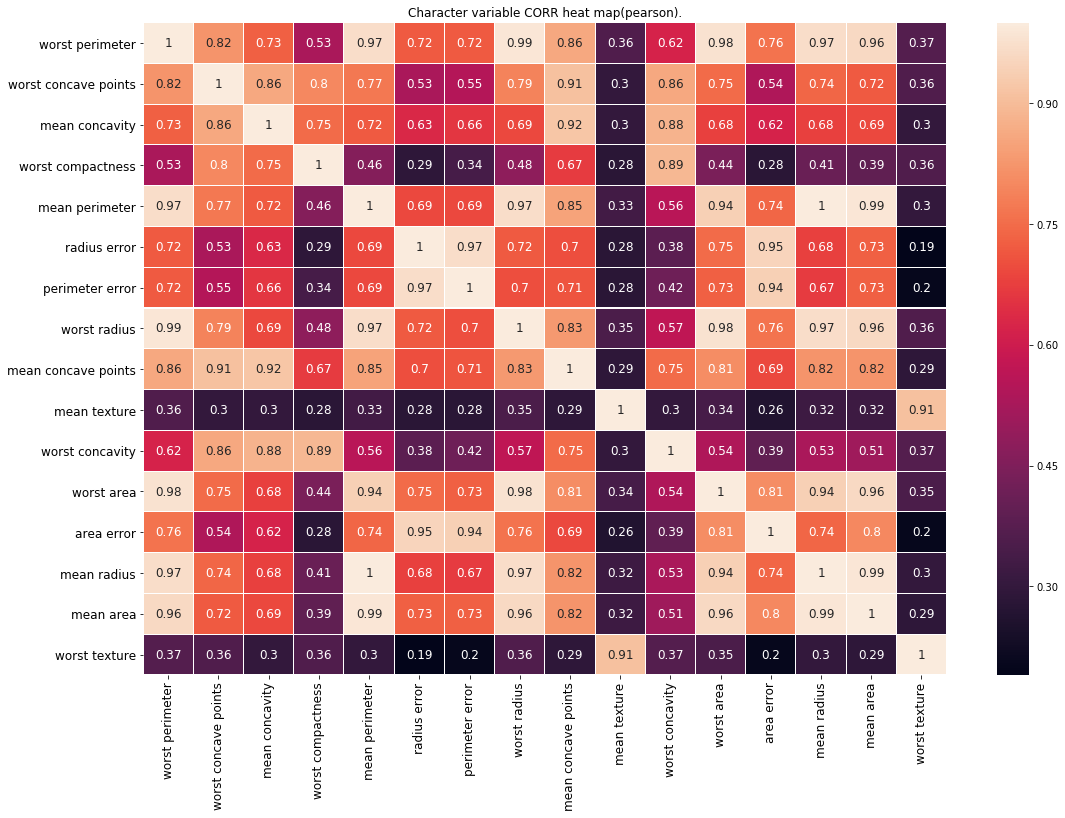 Character variable CORR heat map(pearson).
worst perimeter 1 0.82 0.73 0.53 0.97 0.72 0.72 0.99 0.86 0.36 0.62 0.98 0.76 0.97 0.96 0.37
worst concave points 0.82 1 0.86 0.8 0.77 0.53 0.55 0.79 0.91 0.3 0.86 0.75 0.54 0.74 0.72 0.36
mean concavity 0.73 0.86 1 0.75 0.72 0.63 0.66 0.69 0.92 0.3 0.88 0.68 0.62 0.68 0.69 0.3
worst compactness 0.53 0.8 0.75 1 0.46 0.29 0.34 0.48 0.67 0.28 0.89 0.44 0.28 0.41 0.39 0.36
mean perimeter 0.97 0.77 0.72 0.46 1 0.69 0.69 0.97 0.85 0.33 0.56 0.94 0.74 1 0.99 0.3
radius error 0.72 0.53 0.63 0.29 0.69 1 0.97 0.72 0.7 0.28 0.38 0.75 0.95 0.68 0.73 0.19
perimeter error 0.72 0.55 0.66 0.34 0.69 0.97 1 0.7 0.71 0.28 0.42 0.73 0.94 0.67 0.73 0.2
worst radius 0.99 0.79 0.69 0.48 0.97 0.72 0.7 1 0.83 0.35 0.57 0.98 0.76 0.97 0.96 0.36
mean concave points 0.86 0.91 0.92 0.67 0.85 0.7 0.71 0.83 1 0.29 0.75 0.81 0.69 0.82 0.82 0.29
mean texture 0.36 0.3 0.3 0.28 0.33 0.28 0.28 0.35 0.29 1 0.3 0.34 0.26 0.32 0.32 0.91
worst concavity 0.62 0.86 0.88 0.89 0.56 0.38 0.42 0.57 0.75 0.3 1 0.54 0.39 0.53 0.51 0.37
worst area 0.98 0.75 0.68 0.44 0.94 0.75 0.73 0.98 0.81 0.34 0.54 1 0.81 0.94 0.96 0.35
area error 0.76 0.54 0.62 0.28 0.74 0.95 0.94 0.76 0.69 0.26 0.39 0.81 1 0.74 0.8 0.2
mean radius 0.97 0.74 0.68 0.41 1 0.68 0.67 0.97 0.82 0.32 0.53 0.94 0.74 1 0.99 0.3
mean area 0.96 0.72 0.69 0.39 0.99 0.73 0.73 0.96 0.82 0.32 0.51 0.96 0.8 0.99 1 0.29
worst texture 0.37 0.36 0.3 0.36 0.3 0.19 0.2 0.36 0.29 0.91 0.37 0.35 0.2 0.3 0.29 1
worst perimeter
worst concave points
mean concavity
worst compactness
mean perimeter
radius error
perimeter error
worst radius
mean concave points
mean texture
worst concavity
worst area
area error
mean radius
mean area
worst texture
0.90
0.75
0.60
0.45
0.30